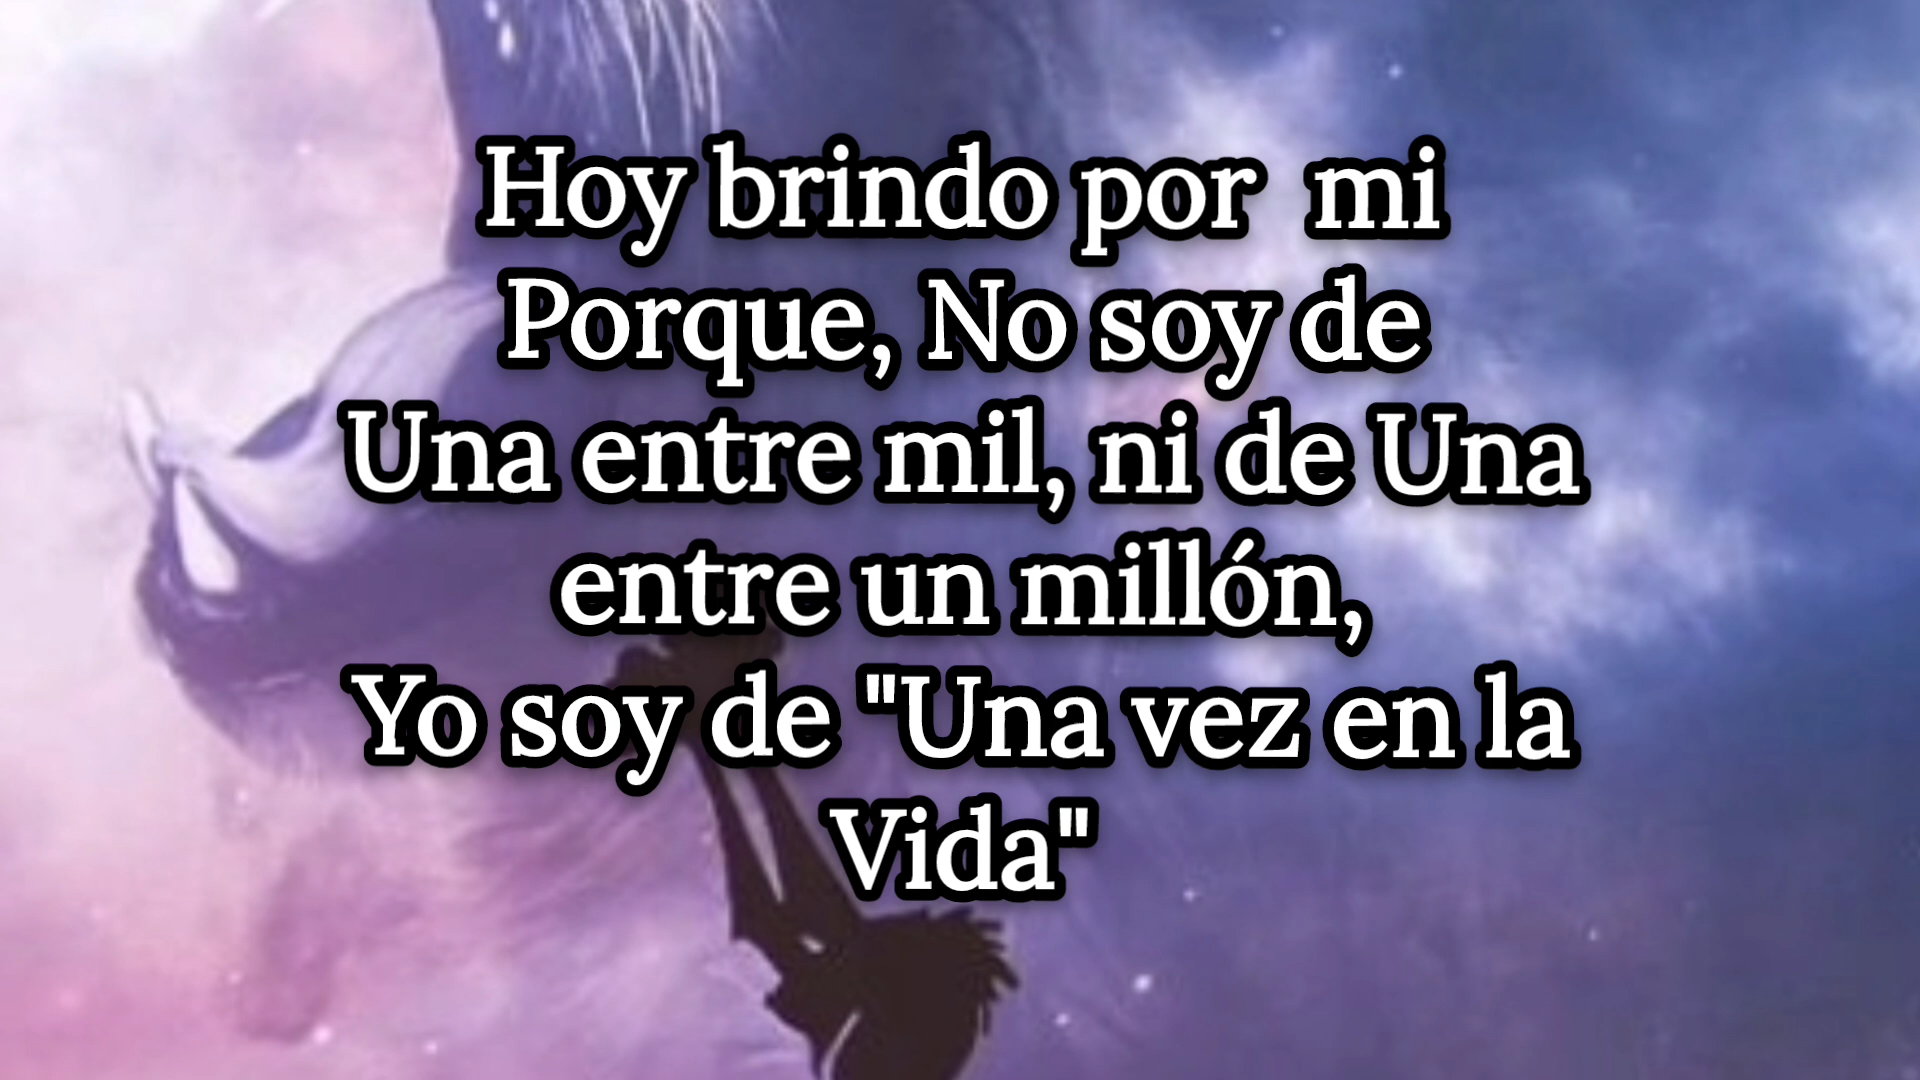 Hoy brindo por  mi
Porque, No soy de
Una entre mil, ni de Una
entre un millón,
Yo soy de "Una vez en la
Vida"